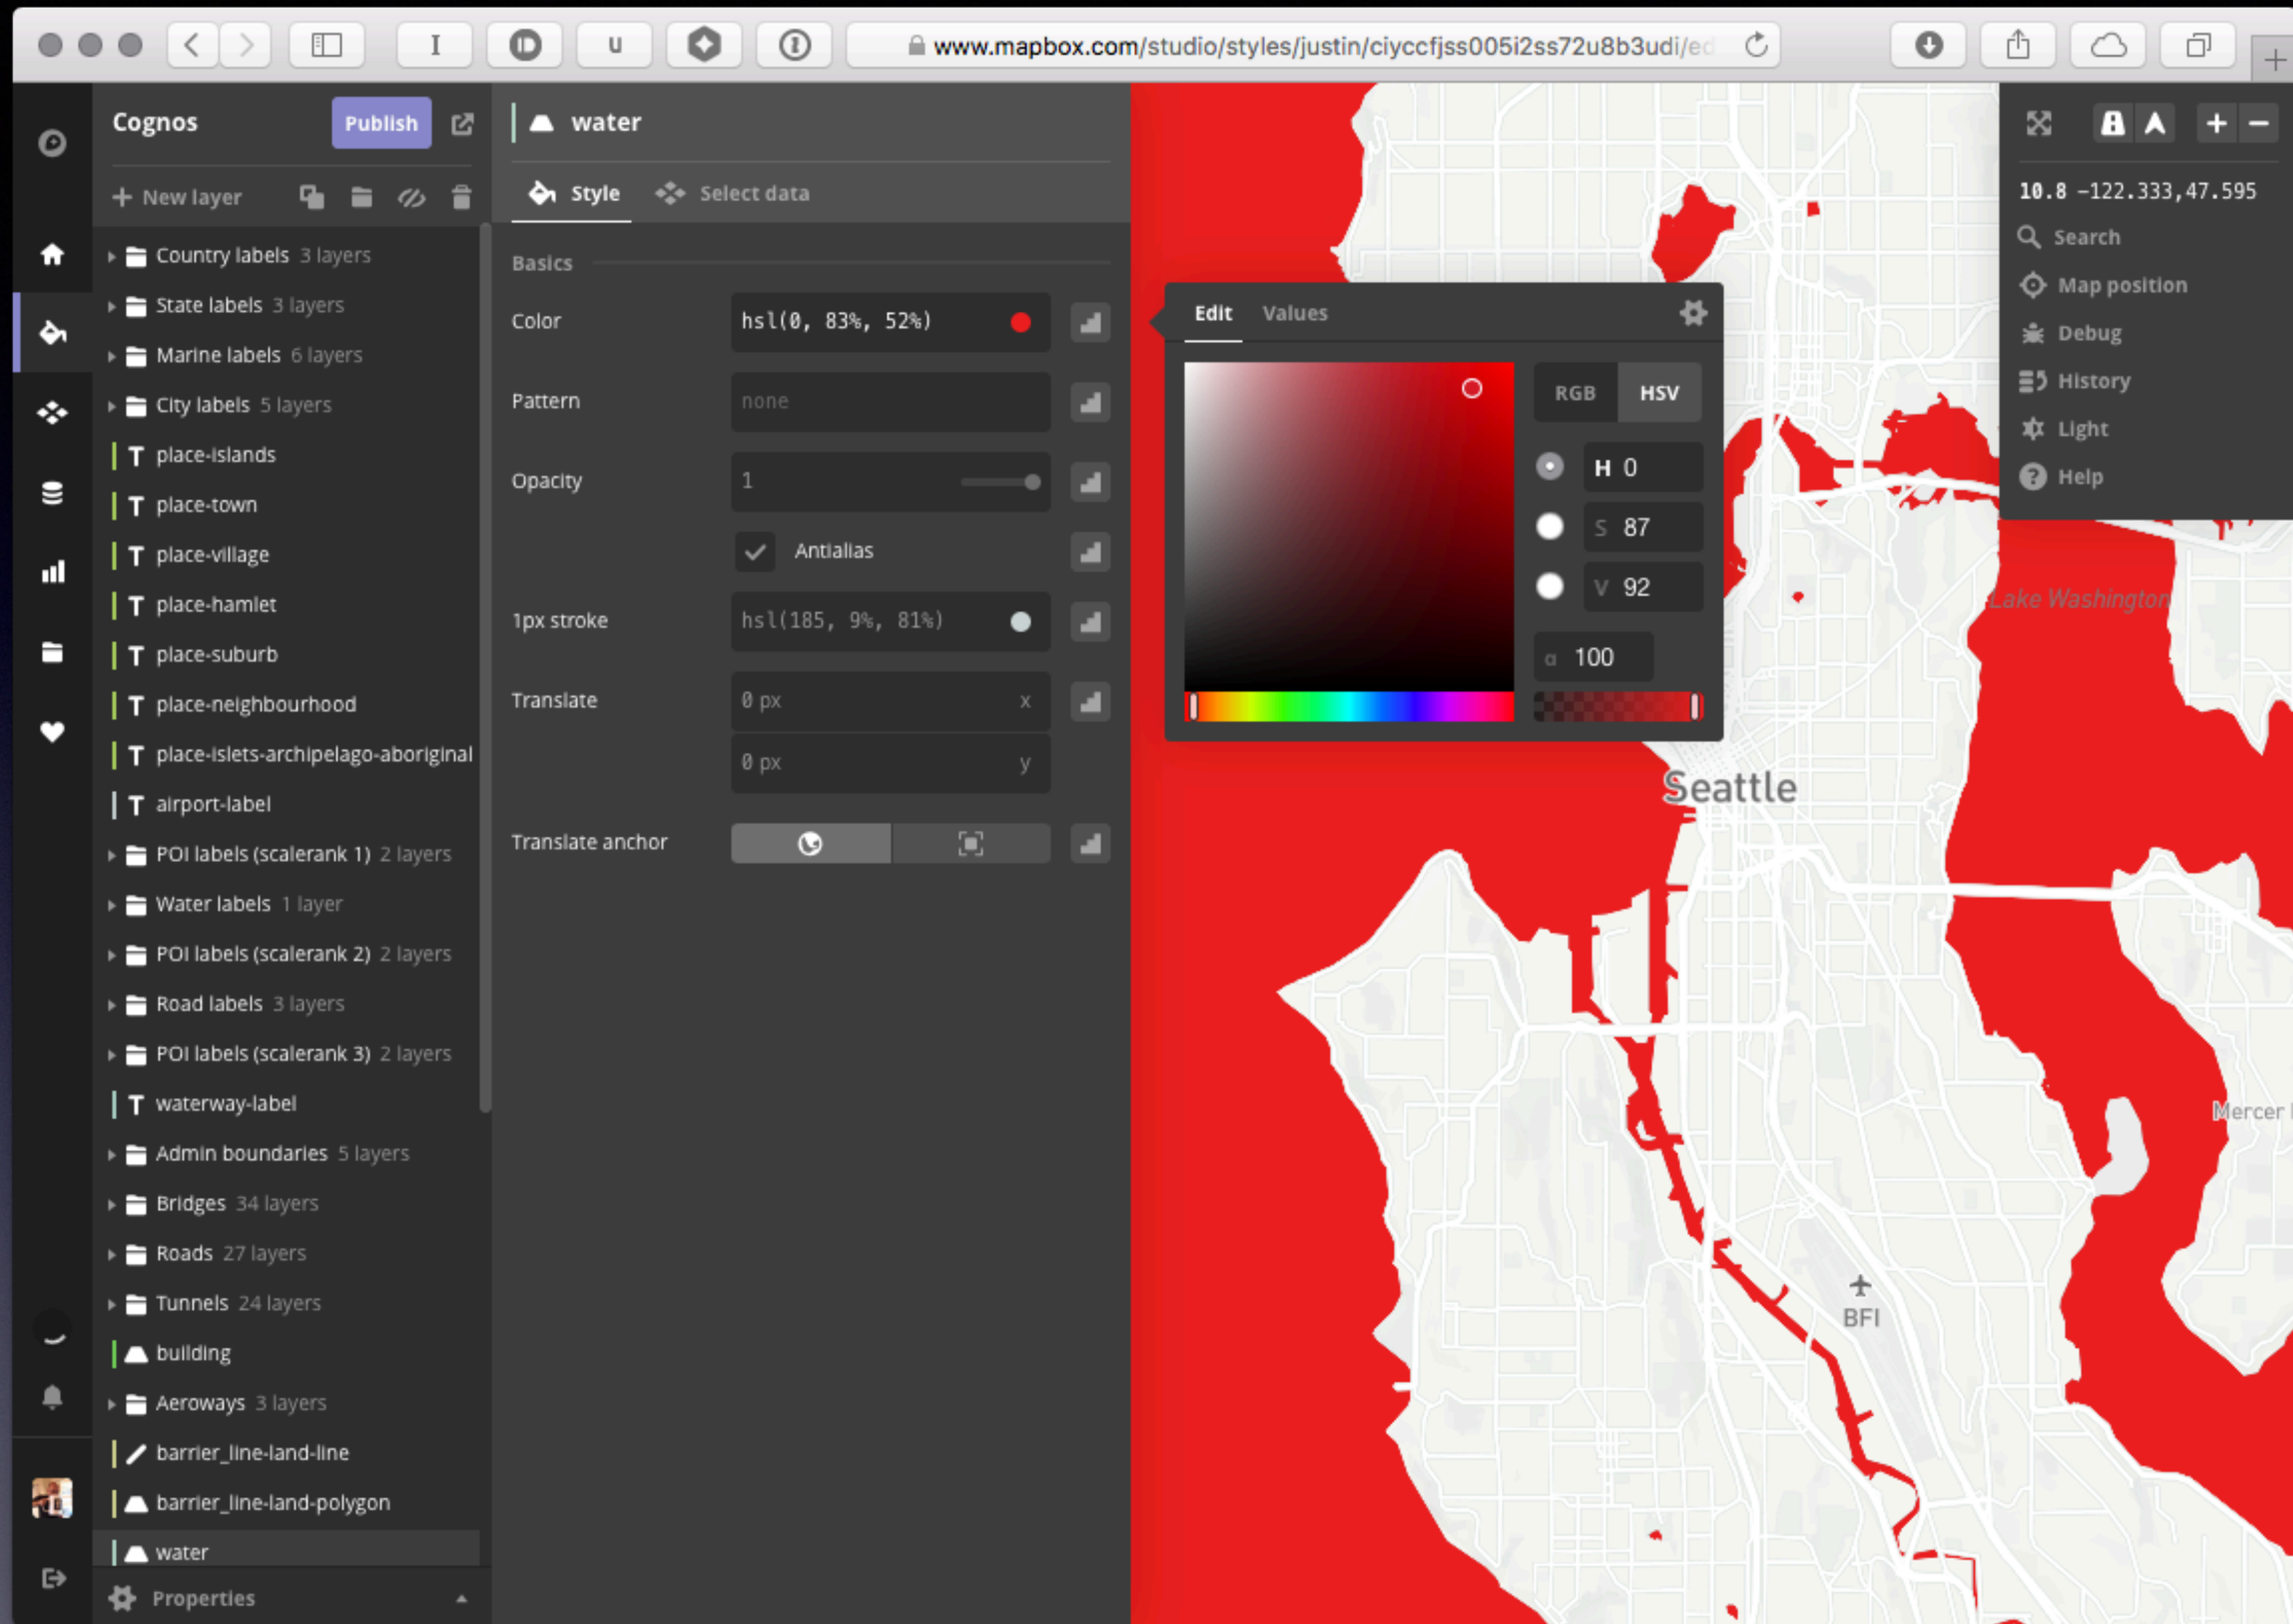 www.mapbox.com/studio/styles/justin/ciyccfjss005i2ss72u8b3udi/ed
Cognos
Publish
New layer
Country labels 3 layers
State labels 3 layers
Marine labels 6 layers
City labels 5 layers
place-islands
place-town
place-village
place-hamlet
place-suburb
place-neighbourhood
place-islets-archipelago-aboriginal
airport-label
POI labels (scalerank 1) 2 layers
Water labels 1 layer
POI labels (scalerank 2) 2 layers
Road labels 3 layers
POI labels (scalerank 3) 2 layers
waterway-label
Admin boundaries 5 layers
Bridges 34 layers
Roads 27 layers
Tunnels 24 layers
building
Aeroways 3 layers
barrier_line-land-line
barrier_line-land-polygon
water
Properties
water
Style
Select data
Basics
Color hsl(0, 83%, 52%)
Pattern none
Opacity 1
Antialias
1px stroke hsl(185, 9%, 81%)
Translate 0 px x
0 px y
Translate anchor
Edit Values
RGB HSV
H 0
S 87
V 92
α 100
10.8 -122.333,47.595
Search
Map position
Debug
History
Light
Help
Lake Washington
Seattle
Mercer
BFI